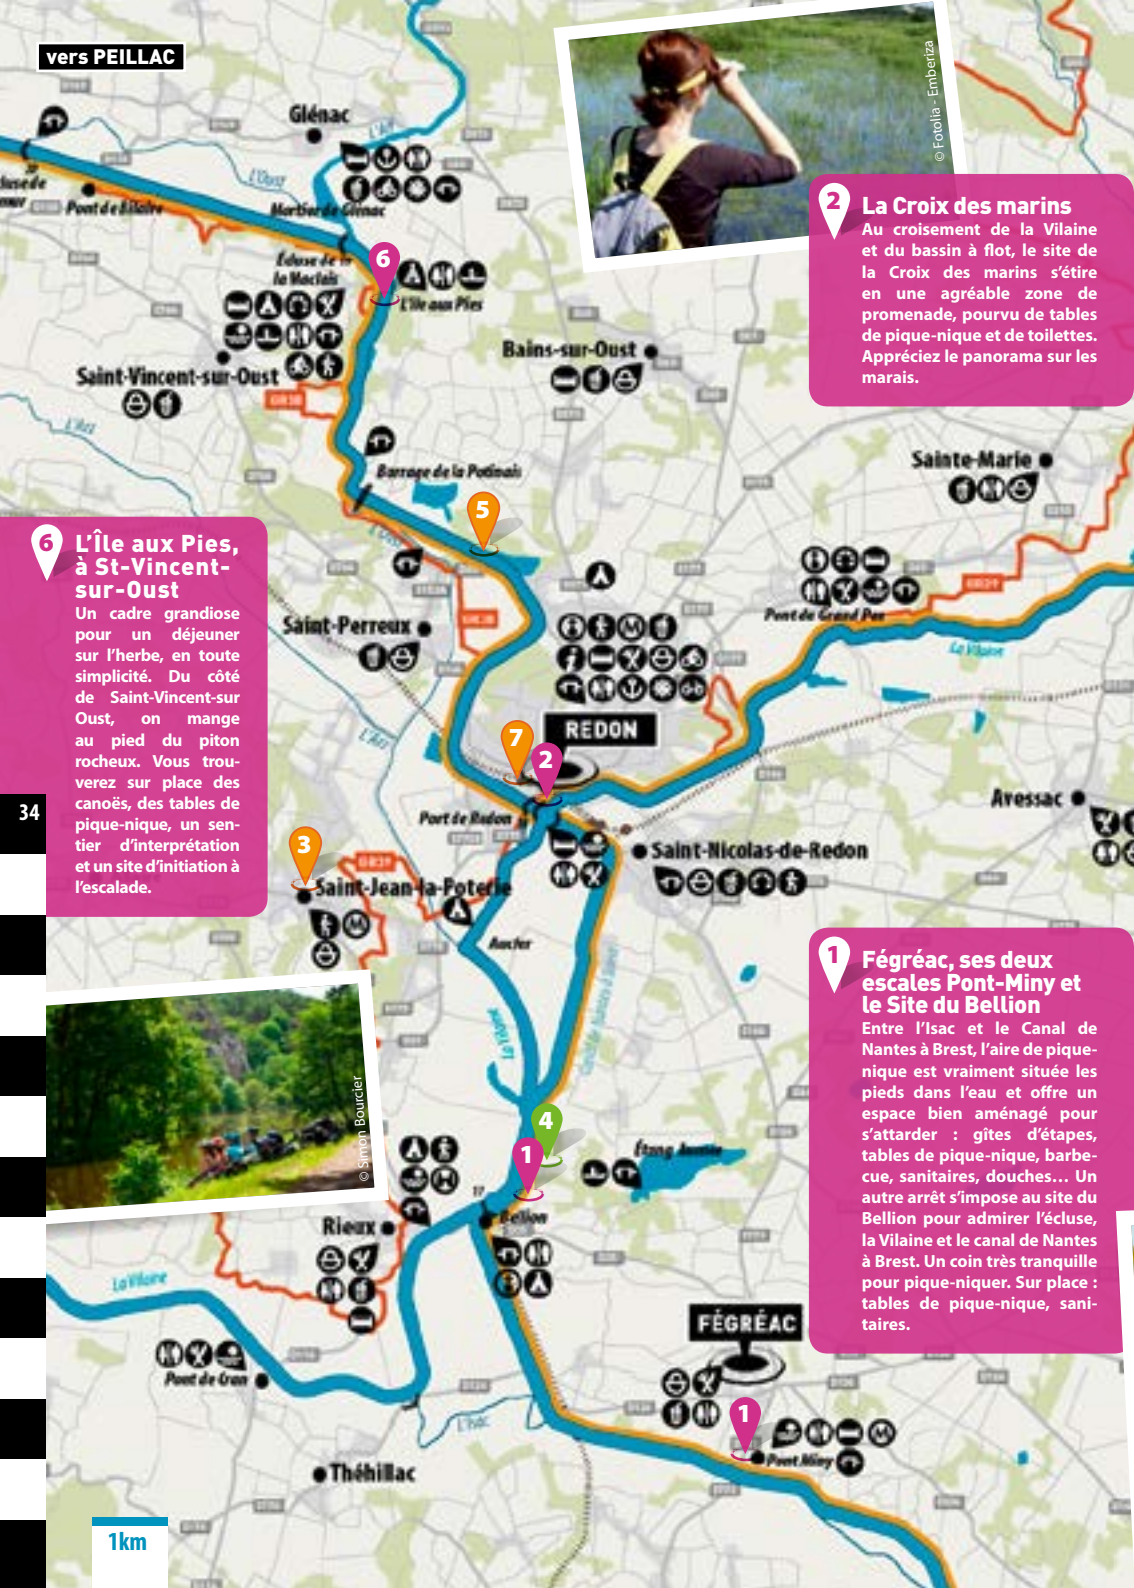 vers PEILLAC
Glénac
L'Oust
Pont de Bilaire
Mortier de Glénac
© Fotolia - Emberiza
2
La Croix des marins
Au croisement de la Vilaine
et du bassin à flot, le site de
la Croix des marins s’étire
en une agréable zone de
promenade, pourvu de tables
de pique-nique et de toilettes.
Appréciez le panorama sur les
marais.
Écluse de
la Maclais
6
L'île aux Pies
Bains-sur-Oust
Saint-Vincent-sur-Oust
GR38
Barrage de la Potinais
Sainte-Marie
5
6
L’Île aux Pies,
à St-Vincent-
sur-Oust
Un cadre grandiose
pour un déjeuner
sur l’herbe, en toute
simplicité. Du côté
de Saint-Vincent-sur
Oust, on mange
au pied du piton
rocheux. Vous trou-
verez sur place des
canoës, des tables de
pique-nique, un sen-
tier d’interprétation
et un site d’initiation à
l’escalade.
Saint-Perreux
GR39
Pont de Grand Pas
La Vilaine
REDON
7
2
Port de Redon
Avessac
34
3
GR39
Saint-Nicolas-de-Redon
Saint-Jean-la-Poterie
Aucfer
La Vilaine
1
Fégréac, ses deux
escales Pont-Miny et
le Site du Bellion
Entre l’Isac et le Canal de
Nantes à Brest, l’aire de pique-
nique est vraiment située les
pieds dans l’eau et offre un
espace bien aménagé pour
s’attarder : gîtes d’étapes,
tables de pique-nique, barbe-
cue, sanitaires, douches… Un
autre arrêt s’impose au site du
Bellion pour admirer l’écluse,
la Vilaine et le canal de Nantes
à Brest. Un coin très tranquille
pour pique-niquer. Sur place :
tables de pique-nique, sani-
taires.
© Simon Bourcier
4
1
Étang Aumée
17
Bellion
Rieux
La Vilaine
FÉGRÉAC
Pont de Cran
L'Isac
1
Pont Miny
Théhillac
1km